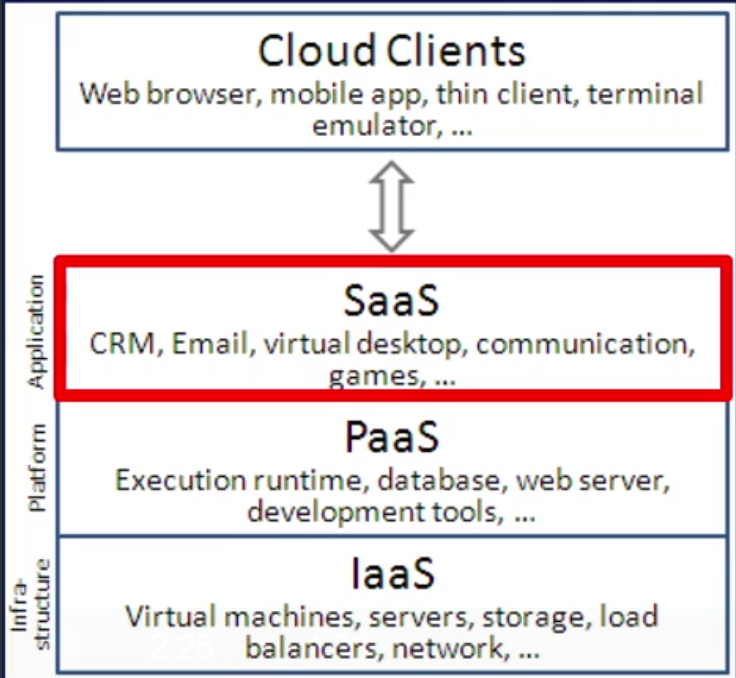 Cloud Clients
Web browser, mobile app, thin client, terminal
emulator, ...
Application
SaaS
CRM, Email, virtual desktop, communication,
games, ...
Platform
PaaS
Execution runtime, database, web server,
development tools, ...
Infra-
structure
IaaS
Virtual machines, servers, storage, load
balancers, network, ...
2:25